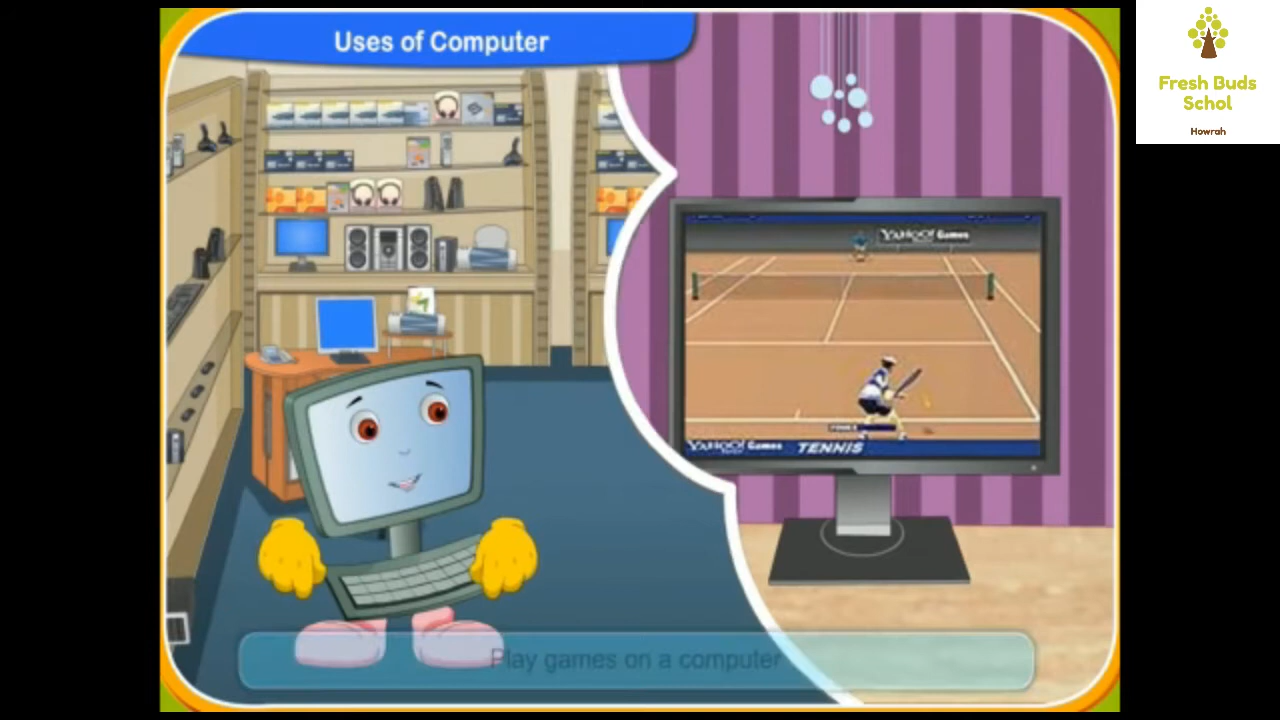 Uses of Computer
Fresh Buds
Schol
Howrah
YAHOO! Games
YAHOO! Games TENNIS
Play games on a computer